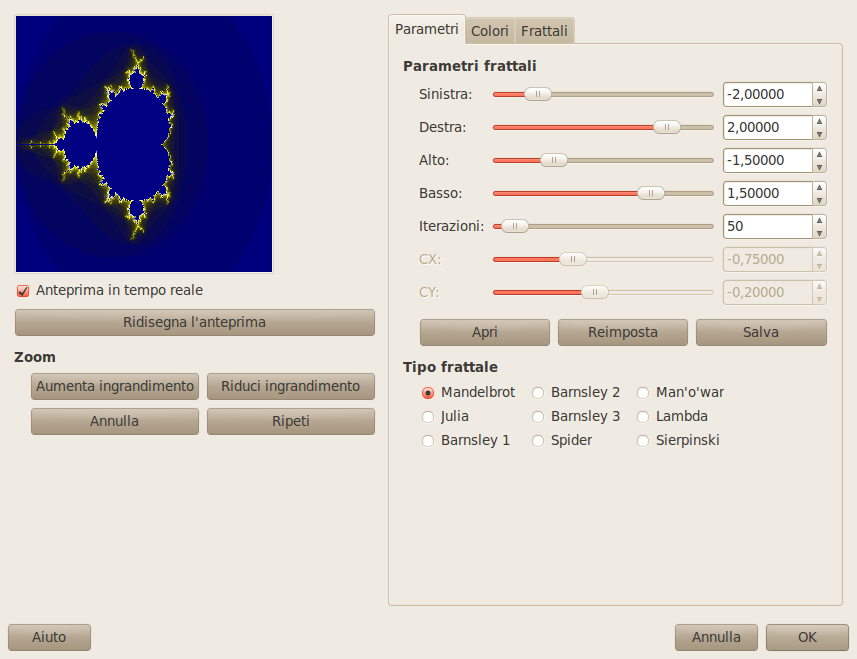 Parametri Colori Frattali
Parametri frattali
Sinistra: -2,00000
Destra: 2,00000
Alto: -1,50000
Basso: 1,50000
Iterazioni: 50
CX: -0,75000
CY: -0,20000
Apri Reimposta Salva
Tipo frattale
Mandelbrot Barnsley 2 Man'o'war
Julia Barnsley 3 Lambda
Barnsley 1 Spider Sierpinski
Anteprima in tempo reale
Ridisegna l'anteprima
Zoom
Aumenta ingrandimento Riduci ingrandimento
Annulla Ripeti
Aiuto Annulla OK